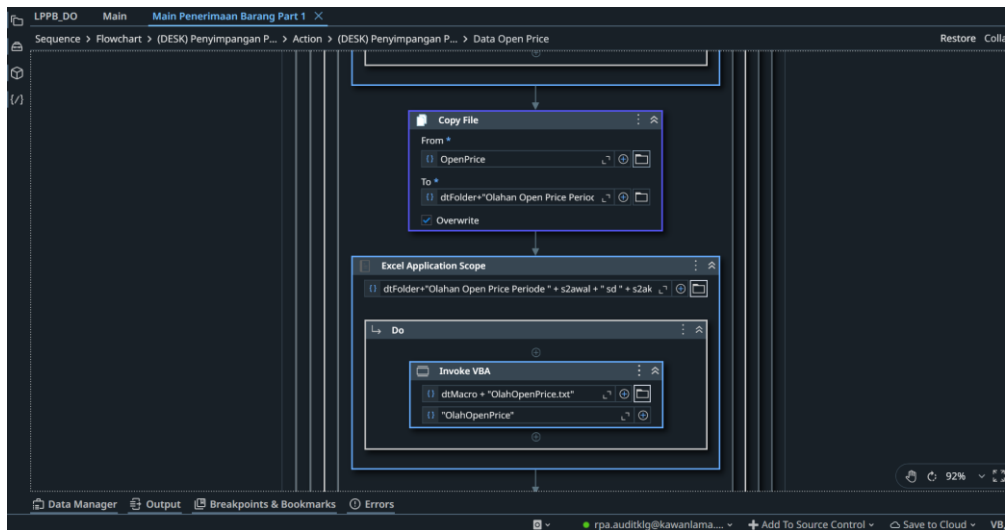 LPPB_DO Main Main Penerimaan Barang Part 1
Sequence > Flowchart > (DESK) Penyimpangan P... > Action > (DESK) Penyimpangan P... > Data Open Price Restore Colla
Copy File
From *
OpenPrice
To *
dtFolder+"Olahan Open Price Perioc
Overwrite
Excel Application Scope
dtFolder+"Olahan Open Price Periode " + s2awal + " sd " + s2ak
Do
Invoke VBA
dtMacro + "OlahOpenPrice.txt"
"OlahOpenPrice"
92%
Data Manager Output Breakpoints & Bookmarks Errors
rpa.auditklg@kawanlama.... Add To Source Control Save to Cloud VB